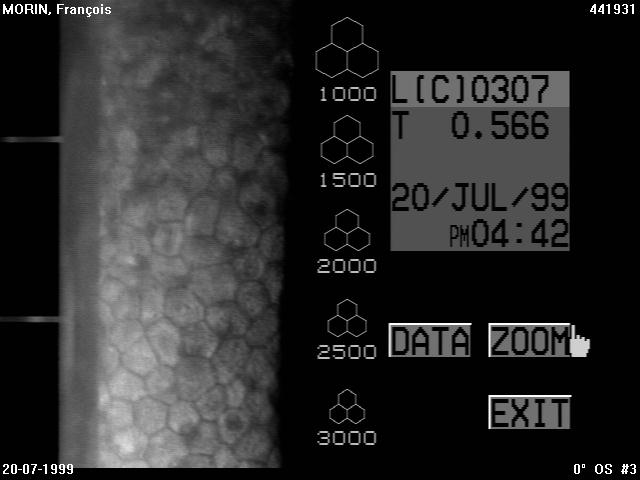 MORIN, François
441931
1000
1500
2000
2500
3000
L(C)0307
T 0.566
20/JUL/99
PM04:42
DATA ZOOM
EXIT
20-07-1999
0° OS #3